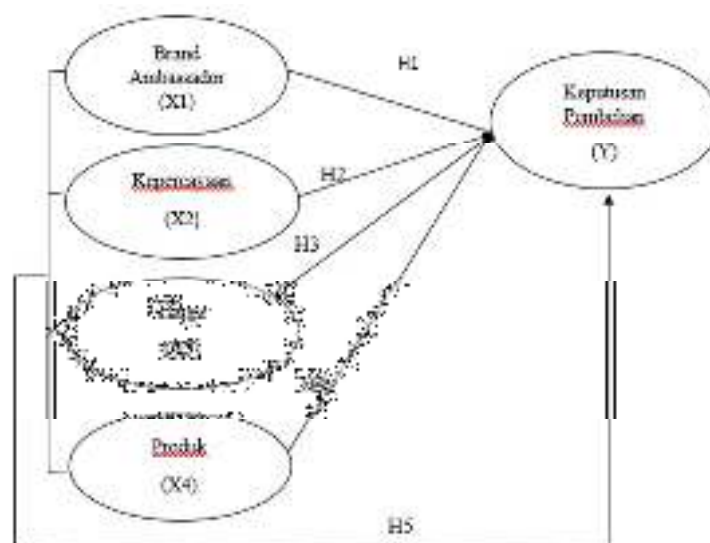 Brand
Ambassador
(X1)
H1
Keputusan
Pembelian
(Y)
Kepercayaan
(X2)
H2
H3
Produk
(X4)
H5